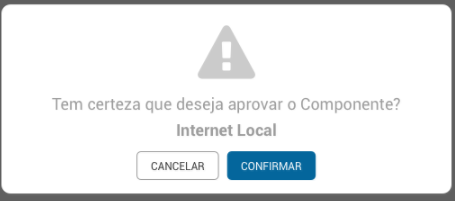 Tem certeza que deseja aprovar o Componente?
Internet Local
CANCELAR CONFIRMAR